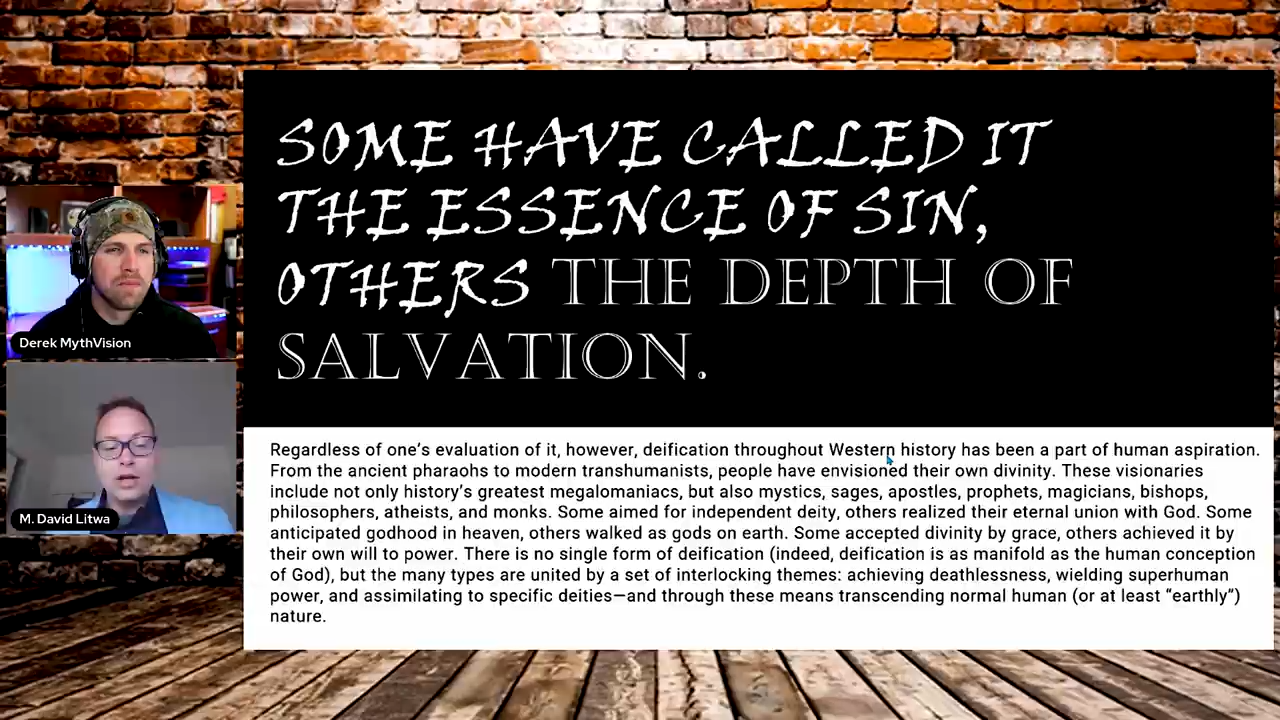 SOME HAVE CALLED IT
THE ESSENCE OF SIN,
OTHERS THE DEPTH OF
SALVATION.
Derek MythVision
M. David Litwa
Regardless of one's evaluation of it, however, deification throughout Western history has been a part of human aspiration.
From the ancient pharaohs to modern transhumanists, people have envisioned their own divinity. These visionaries
include not only history's greatest megalomaniacs, but also mystics, sages, apostles, prophets, magicians, bishops,
philosophers, atheists, and monks. Some aimed for independent deity, others realized their eternal union with God. Some
anticipated godhood in heaven, others walked as gods on earth. Some accepted divinity by grace, others achieved it by
their own will to power. There is no single form of deification (indeed, deification is as manifold as the human conception
of God), but the many types are united by a set of interlocking themes: achieving deathlessness, wielding superhuman
power, and assimilating to specific deities—and through these means transcending normal human (or at least “earthly”)
nature.